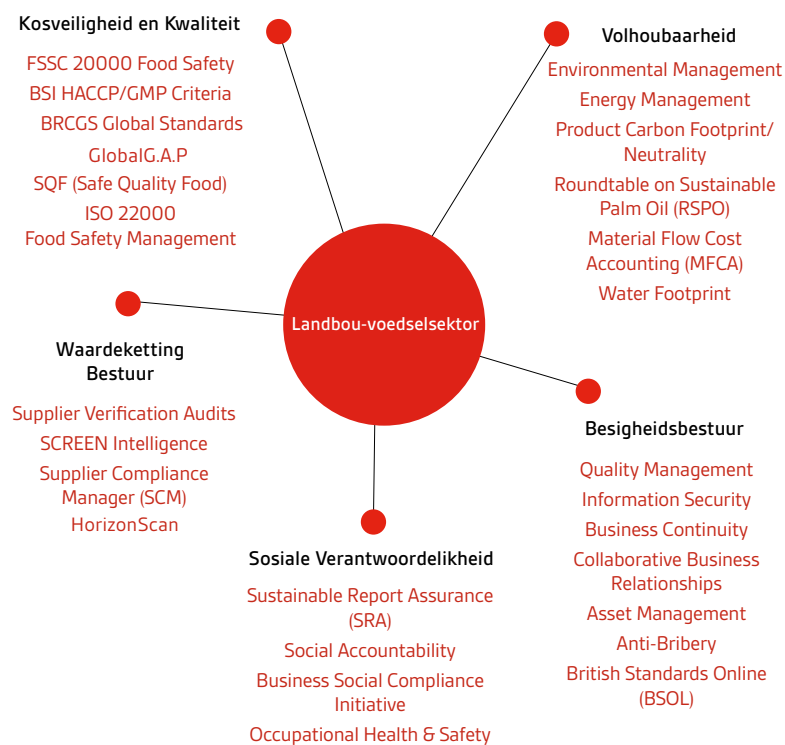 Kosveiligheid en Kwaliteit
FSSC 20000 Food Safety
BSI HACCP/GMP Criteria
BRCGS Global Standards
GlobalG.A.P
SQF (Safe Quality Food)
ISO 22000
Food Safety Management
Volhoubaarheid
Environmental Management
Energy Management
Product Carbon Footprint/
Neutrality
Roundtable on Sustainable
Palm Oil (RSPO)
Material Flow Cost
Accounting (MFCA)
Water Footprint
Landbou-voedselsektor
Waardeketting
Bestuur
Supplier Verification Audits
SCREEN Intelligence
Supplier Compliance
Manager (SCM)
HorizonScan
Besigheidsbestuur
Quality Management
Information Security
Business Continuity
Collaborative Business
Relationships
Asset Management
Anti-Bribery
British Standards Online
(BSOL)
Sosiale Verantwoordelikheid
Sustainable Report Assurance
(SRA)
Social Accountability
Business Social Compliance
Initiative
Occupational Health & Safety